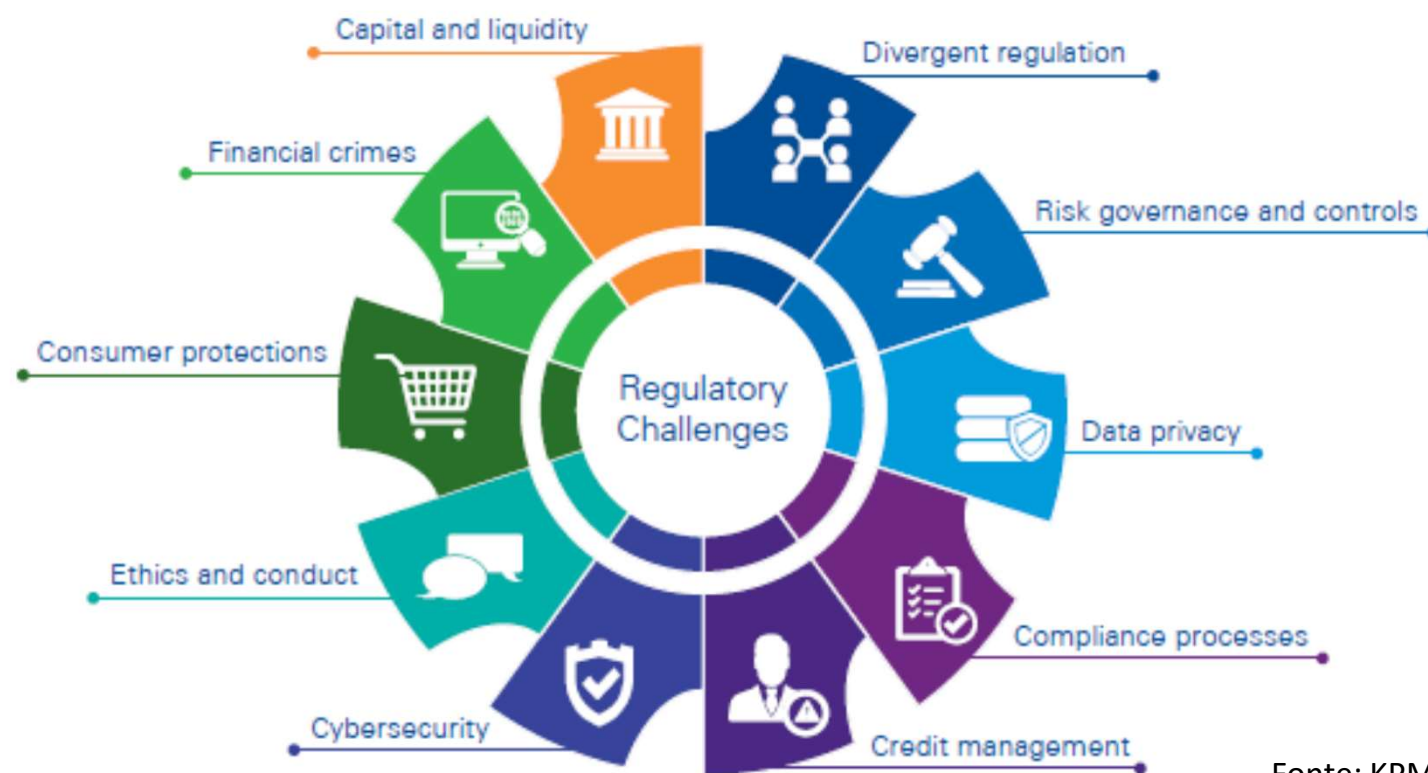 Capital and liquidity
Divergent regulation
Financial crimes
Risk governance and controls
Consumer protections
Regulatory
Challenges
Data privacy
Ethics and conduct
Compliance processes
Cybersecurity
Credit management